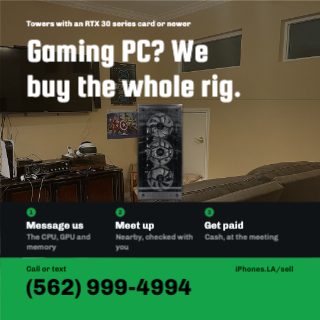 Towers with an RTX 30 series card or newer
Gaming PC? We
buy the whole rig.
1
Message us
The CPU, GPU and
memory
2
Meet up
Nearby, checked with
you
3
Get paid
Cash, at the meeting
Call or text
iPhones.LA/sell
(562) 999-4994